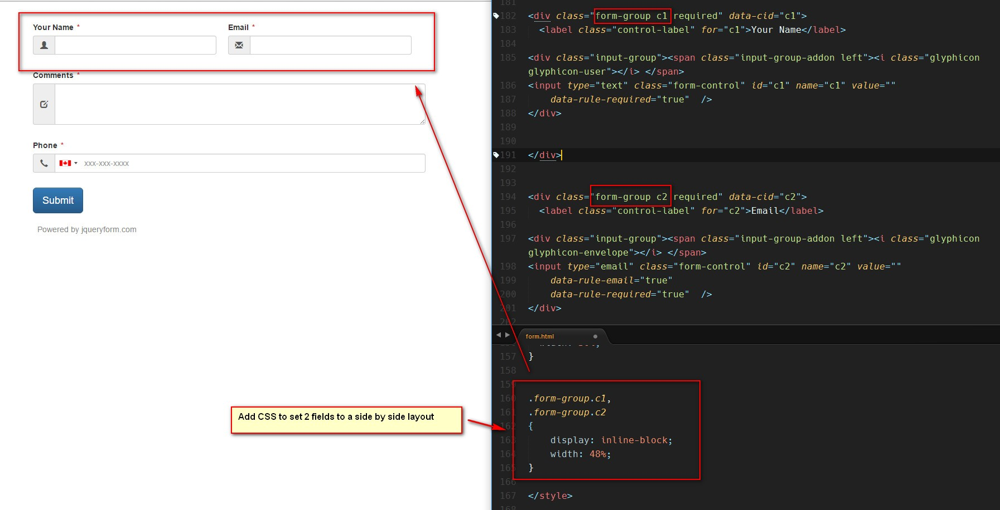 Your Name *
Email *
Comments *
Phone *
xxx-xxx-xxxx
Submit
Powered by jqueryform.com
Add CSS to set 2 fields to a side by side layout
181
182 <div class="form-group c1 required" data-cid="c1">
183 <label class="control-label" for="c1">Your Name</label>
184
185 <div class="input-group"><span class="input-group-addon left"><i class="glyphicon
glyphicon-user"></i> </span>
186 <input type="text" class="form-control" id="c1" name="c1" value=""
187 data-rule-required="true"  />
188 </div>
189
190
191 </div>
192
193
194 <div class="form-group c2 required" data-cid="c2">
195 <label class="control-label" for="c2">Email</label>
196
197 <div class="input-group"><span class="input-group-addon left"><i class="glyphicon
glyphicon-envelope"></i> </span>
198 <input type="email" class="form-control" id="c2" name="c2" value=""
199 data-rule-email="true"
200 data-rule-required="true"  />
201 </div>
202
form.html
157 }
158
159
160 .form-group.c1,
161 .form-group.c2
162 {
163 display: inline-block;
164 width: 48%;
165 }
166
167 </style>
168